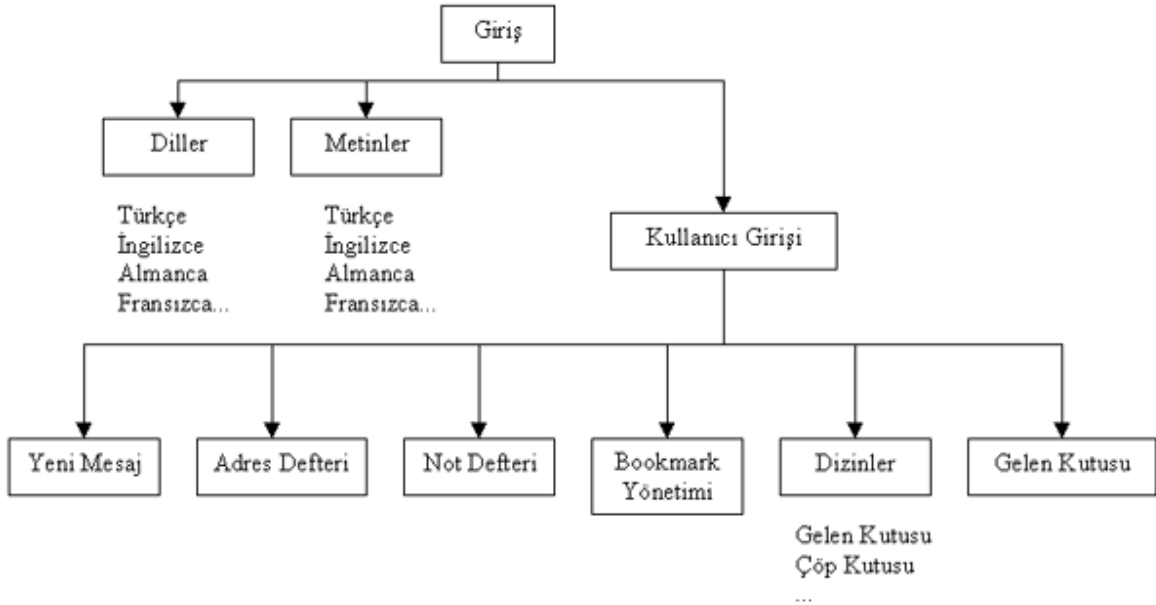 Giriş
Diller
Metinler
Türkçe
İngilizce
Almanca
Fransızca...
Türkçe
İngilizce
Almanca
Fransızca...
Kullanıcı Girişi
Yeni Mesaj
Adres Defteri
Not Defteri
Bookmark
Yönetimi
Dizinler
Gelen Kutusu
Gelen Kutusu
Çöp Kutusu
...